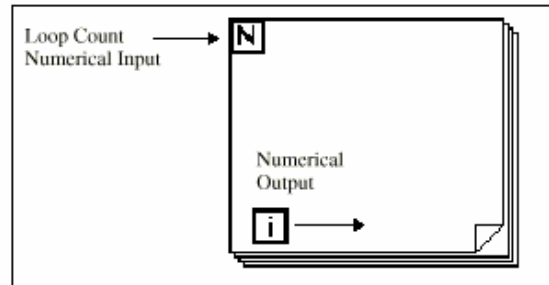 Loop Count
Numerical Input
N
Numerical
Output
i